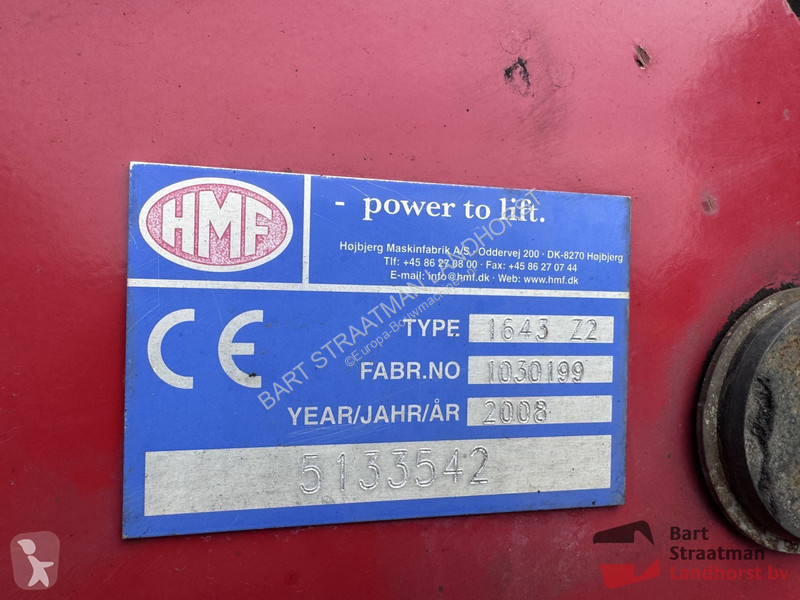 HMF
- power to lift.
Højbjerg Maskinfabrik A/S · Oddervej 200 · DK-8270 Højbjerg
Tlf: +45 86 27 08 00 · Fax: +45 86 27 07 44
E-mail: info@hmf.dk · Web: www.hmf.dk
CE
TYPE 1643 Z2
FABR.NO 1030199
YEAR/JAHR/ÅR 2008
5133542
BART STRAATMAN LANDHORST
©Europa-Bouwmachines
Bart
Straatman
Landhorst bv